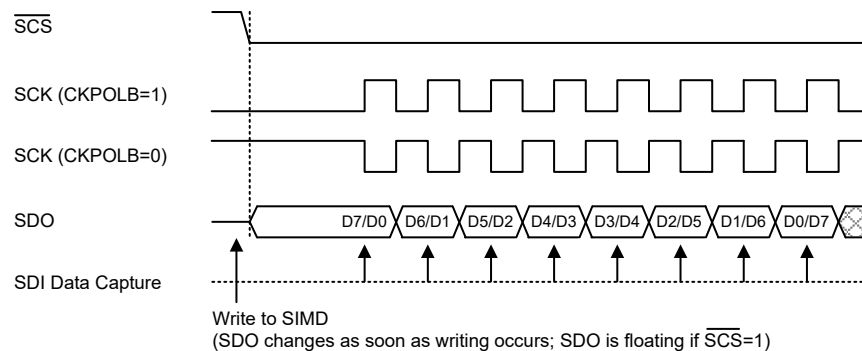 SCS
SCK (CKPOLB=1)
SCK (CKPOLB=0)
SDO
D7/D0 D6/D1 D5/D2 D4/D3 D3/D4 D2/D5 D1/D6 D0/D7
SDI Data Capture
Write to SIMD
(SDO changes as soon as writing occurs; SDO is floating if SCS=1)